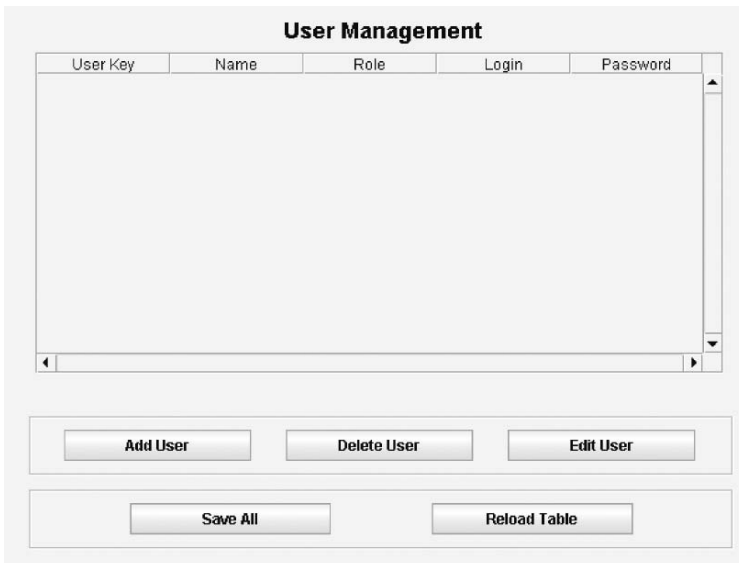 User Management
User Key Name Role Login Password
Add User Delete User Edit User
Save All Reload Table